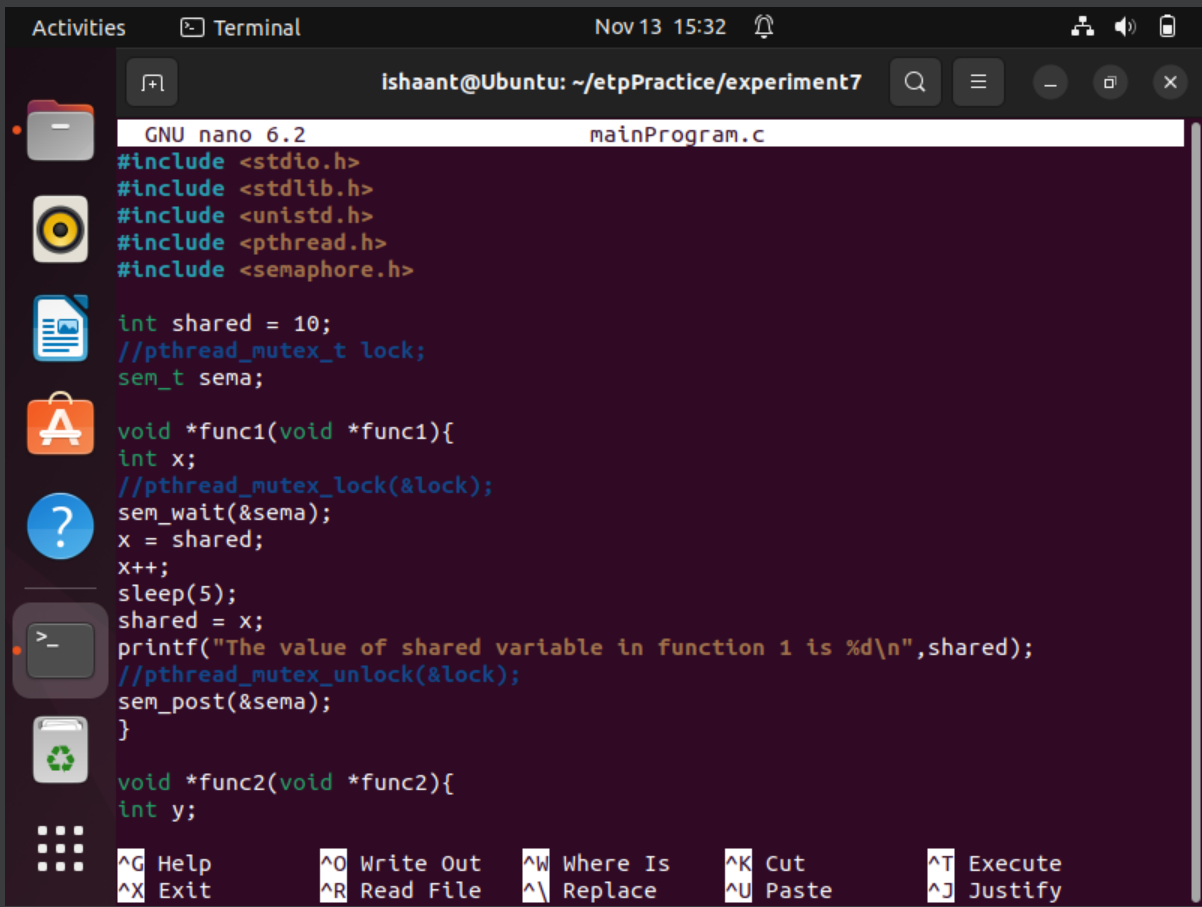 Activities Terminal Nov 13 15:32
ishaant@Ubuntu: ~/etpPractice/experiment7
GNU nano 6.2 mainProgram.c
#include <stdio.h>
#include <stdlib.h>
#include <unistd.h>
#include <pthread.h>
#include <semaphore.h>
int shared = 10;
//pthread_mutex_t lock;
sem_t sema;
void *func1(void *func1){
int x;
//pthread_mutex_lock(&lock);
sem_wait(&sema);
x = shared;
x++;
sleep(5);
shared = x;
printf("The value of shared variable in function 1 is %d\n",shared);
//pthread_mutex_unlock(&lock);
sem_post(&sema);
}
void *func2(void *func2){
int y;
^G Help ^O Write Out ^W Where Is ^K Cut ^T Execute
^X Exit ^R Read File ^\ Replace ^U Paste ^J Justify